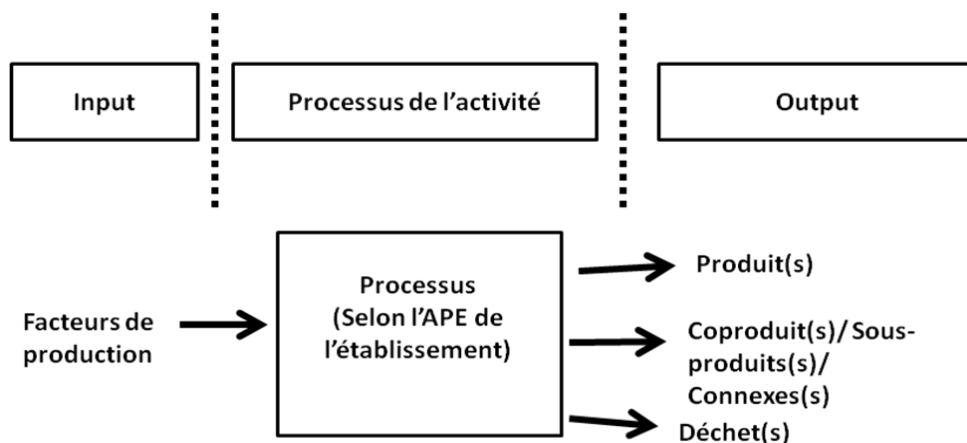 Input
Processus de l'activité
Output
Facteurs de
production
Processus
(Selon l'APE de
l'établissement)
Produit(s)
Coproduit(s)/ Sous-
produits(s)/
Connexes(s)
Déchet(s)